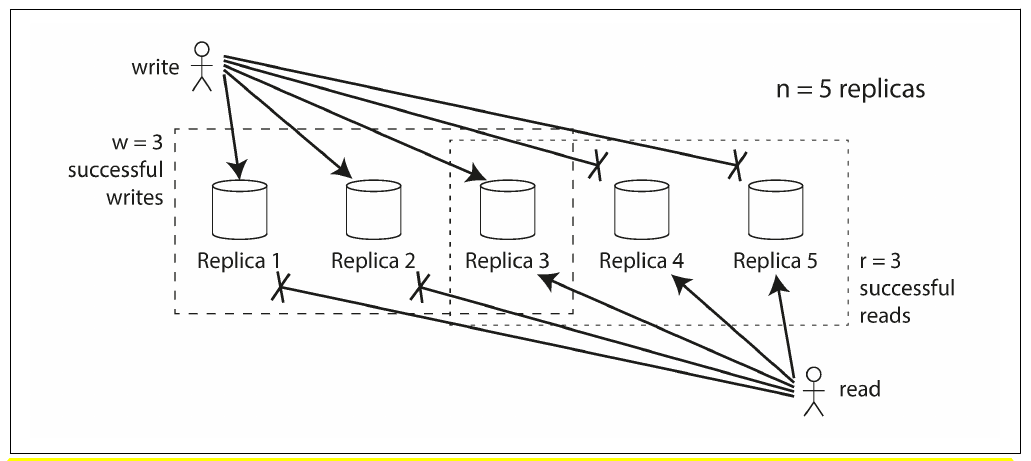 write
n = 5 replicas
w = 3
successful
writes
Replica 1
Replica 2
Replica 3
Replica 4
Replica 5
r = 3
successful
reads
read